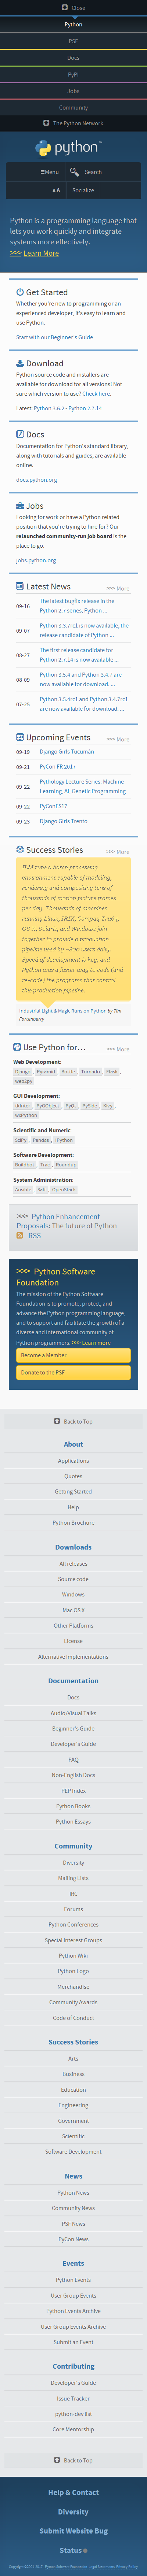 Close
Python
PSF
Docs
PyPI
Jobs
Community
The Python Network
python™
Menu
Search
A A
Socialize
Python is a programming language that
lets you work quickly and integrate
systems more effectively.
>>> Learn More
Get Started
Whether you're new to programming or an
experienced developer, it's easy to learn and
use Python.
Start with our Beginner's Guide
Download
Python source code and installers are
available for download for all versions! Not
sure which version to use? Check here.
Latest: Python 3.6.2 - Python 2.7.14
Docs
Documentation for Python's standard library,
along with tutorials and guides, are available
online.
docs.python.org
Jobs
Looking for work or have a Python related
position that you're trying to hire for? Our
relaunched community-run job board is the
place to go.
jobs.python.org
Latest News
>>> More
09-16
The latest bugfix release in the
Python 2.7 series, Python ...
09-07
Python 3.3.7rc1 is now available, the
release candidate of Python ...
08-27
The first release candidate for
Python 2.7.14 is now available ...
08-09
Python 3.5.4 and Python 3.4.7 are
now available for download. ...
07-25
Python 3.5.4rc1 and Python 3.4.7rc1
are now available for download. ...
Upcoming Events
>>> More
09-19
Django Girls Tucumán
09-21
PyCon FR 2017
09-22
Pythology Lecture Series: Machine
Learning, AI, Genetic Programming
09-22
PyConES17
09-23
Django Girls Trento
Success Stories
>>> More
ILM runs a batch processing
environment capable of modeling,
rendering and compositing tens of
thousands of motion picture frames
per day. Thousands of machines
running Linux, IRIX, Compaq Tru64,
OS X, Solaris, and Windows join
together to provide a production
pipeline used by ~800 users daily.
Speed of development is key, and
Python was a faster way to code (and
re-code) the programs that control
this production pipeline.
Industrial Light & Magic Runs on Python by Tim
Fortenberry
Use Python for…
>>> More
Web Development:
Django , Pyramid , Bottle , Tornado , Flask ,
web2py
GUI Development:
tkInter , PyGObject , PyQt , PySide , Kivy ,
wxPython
Scientific and Numeric:
SciPy , Pandas , IPython
Software Development:
Buildbot , Trac , Roundup
System Administration:
Ansible , Salt , OpenStack
>>> Python Enhancement
Proposals: The future of Python
RSS
>>> Python Software
Foundation
The mission of the Python Software
Foundation is to promote, protect, and
advance the Python programming language,
and to support and facilitate the growth of a
diverse and international community of
Python programmers. >>> Learn more
Become a Member
Donate to the PSF
Back to Top
About
Applications
Quotes
Getting Started
Help
Python Brochure
Downloads
All releases
Source code
Windows
Mac OS X
Other Platforms
License
Alternative Implementations
Documentation
Docs
Audio/Visual Talks
Beginner's Guide
Developer's Guide
FAQ
Non-English Docs
PEP Index
Python Books
Python Essays
Community
Diversity
Mailing Lists
IRC
Forums
Python Conferences
Special Interest Groups
Python Wiki
Python Logo
Merchandise
Community Awards
Code of Conduct
Success Stories
Arts
Business
Education
Engineering
Government
Scientific
Software Development
News
Python News
Community News
PSF News
PyCon News
Events
Python Events
User Group Events
Python Events Archive
User Group Events Archive
Submit an Event
Contributing
Developer's Guide
Issue Tracker
python-dev list
Core Mentorship
Back to Top
Help & Contact
Diversity
Submit Website Bug
Status
Copyright ©2001-2017. Python Software Foundation Legal Statements Privacy Policy